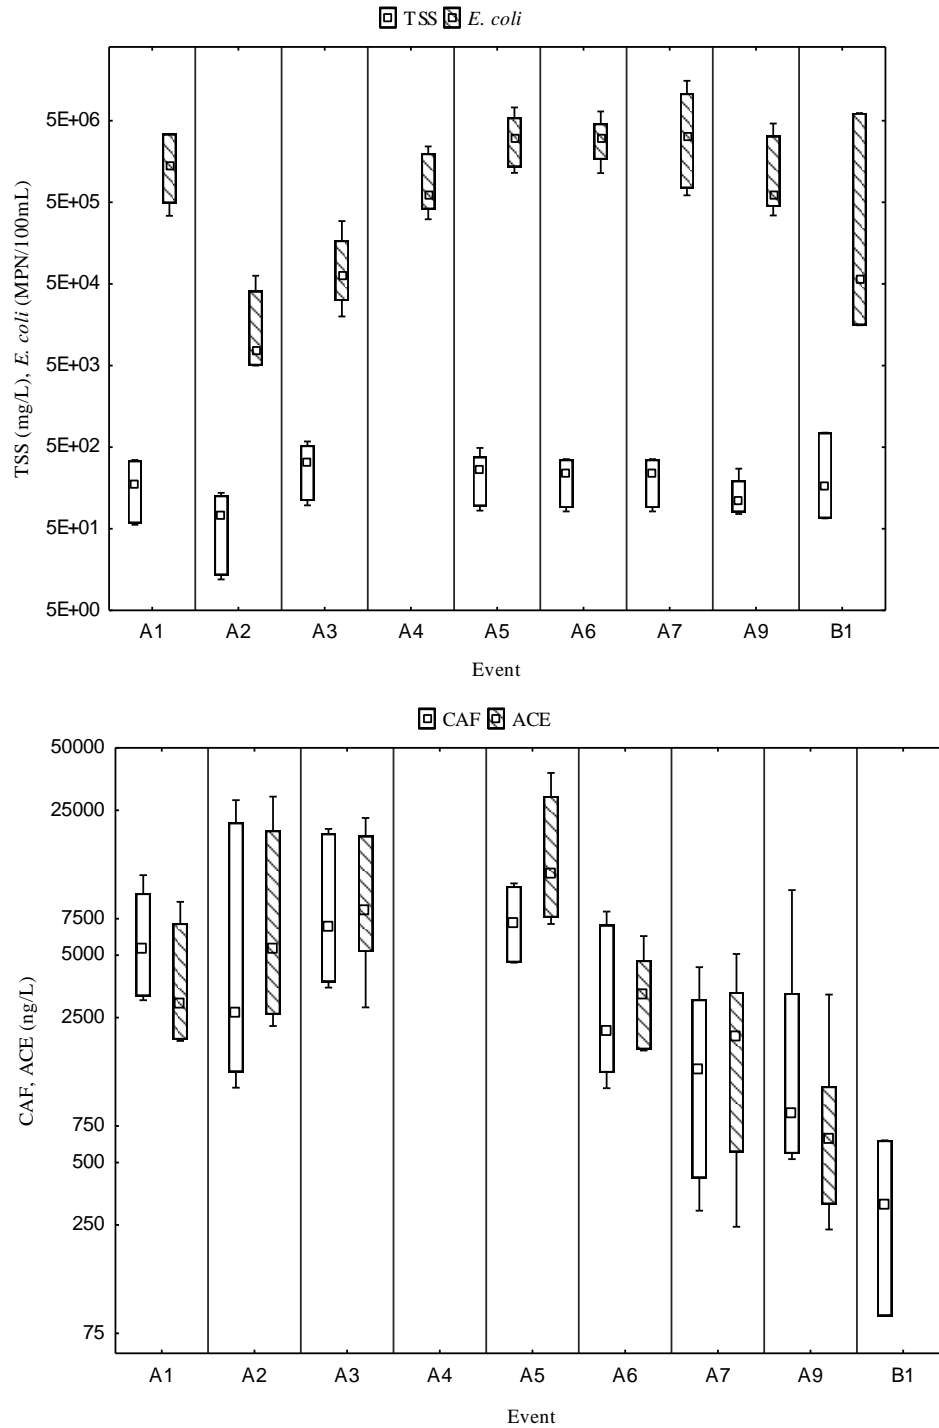 TSS E. coli
5E+06
5E+05
5E+04
5E+03
5E+02
5E+01
5E+00
TSS (mg/L), E. coli (MPN/100mL)
A1 A2 A3 A4 A5 A6 A7 A9 B1
Event
CAF ACE
50000
25000
7500
5000
2500
750
500
250
75
CAF, ACE (ng/L)
A1 A2 A3 A4 A5 A6 A7 A9 B1
Event